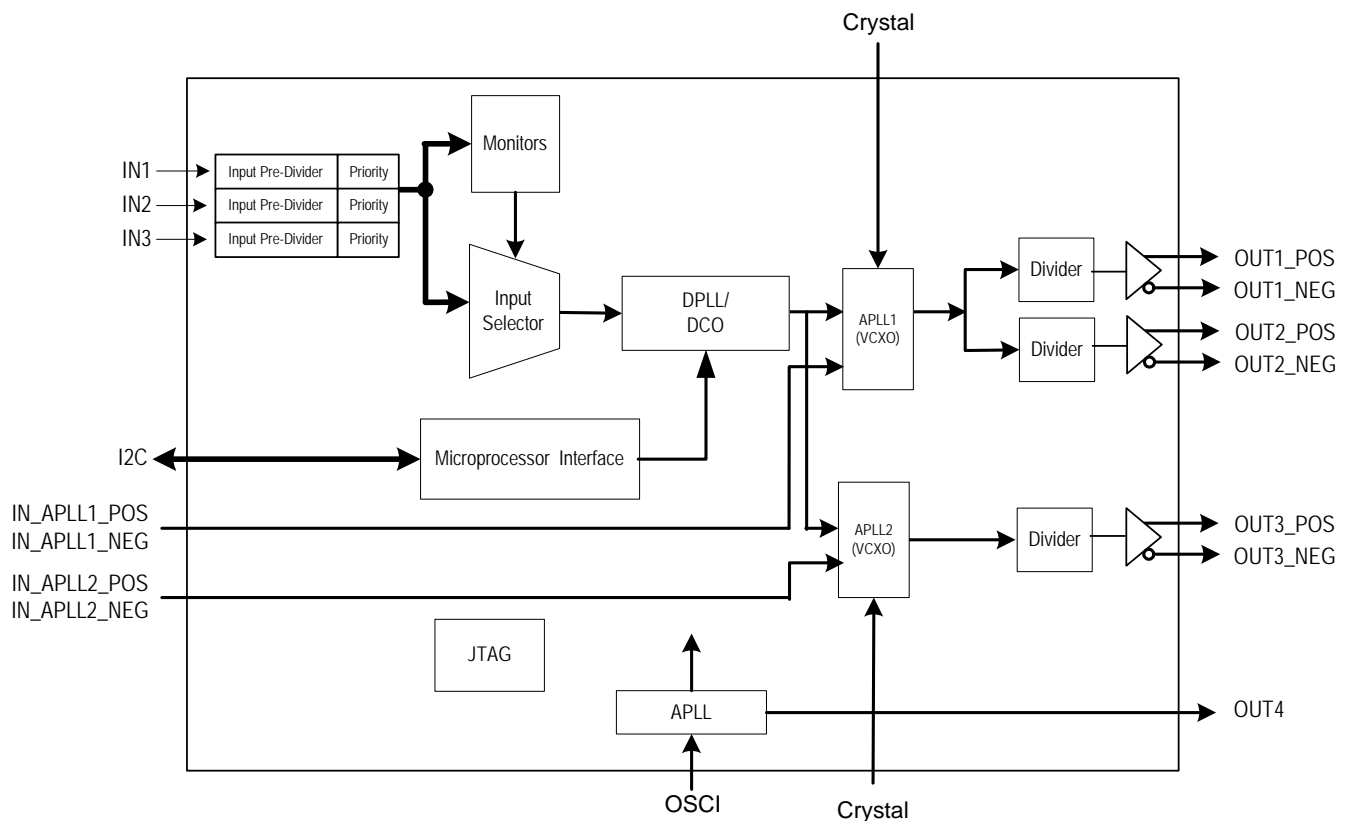 Crystal
Monitors
IN1
Input Pre-Divider Priority
IN2
Input Pre-Divider Priority
IN3
Input Pre-Divider Priority
Input
Selector
DPLL/
DCO
APLL1
(VCXO)
Divider
OUT1_POS
OUT1_NEG
Divider
OUT2_POS
OUT2_NEG
I2C
Microprocessor Interface
IN_APLL1_POS
IN_APLL1_NEG
APLL2
(VCXO)
Divider
OUT3_POS
OUT3_NEG
IN_APLL2_POS
IN_APLL2_NEG
JTAG
APLL
OUT4
OSCI
Crystal